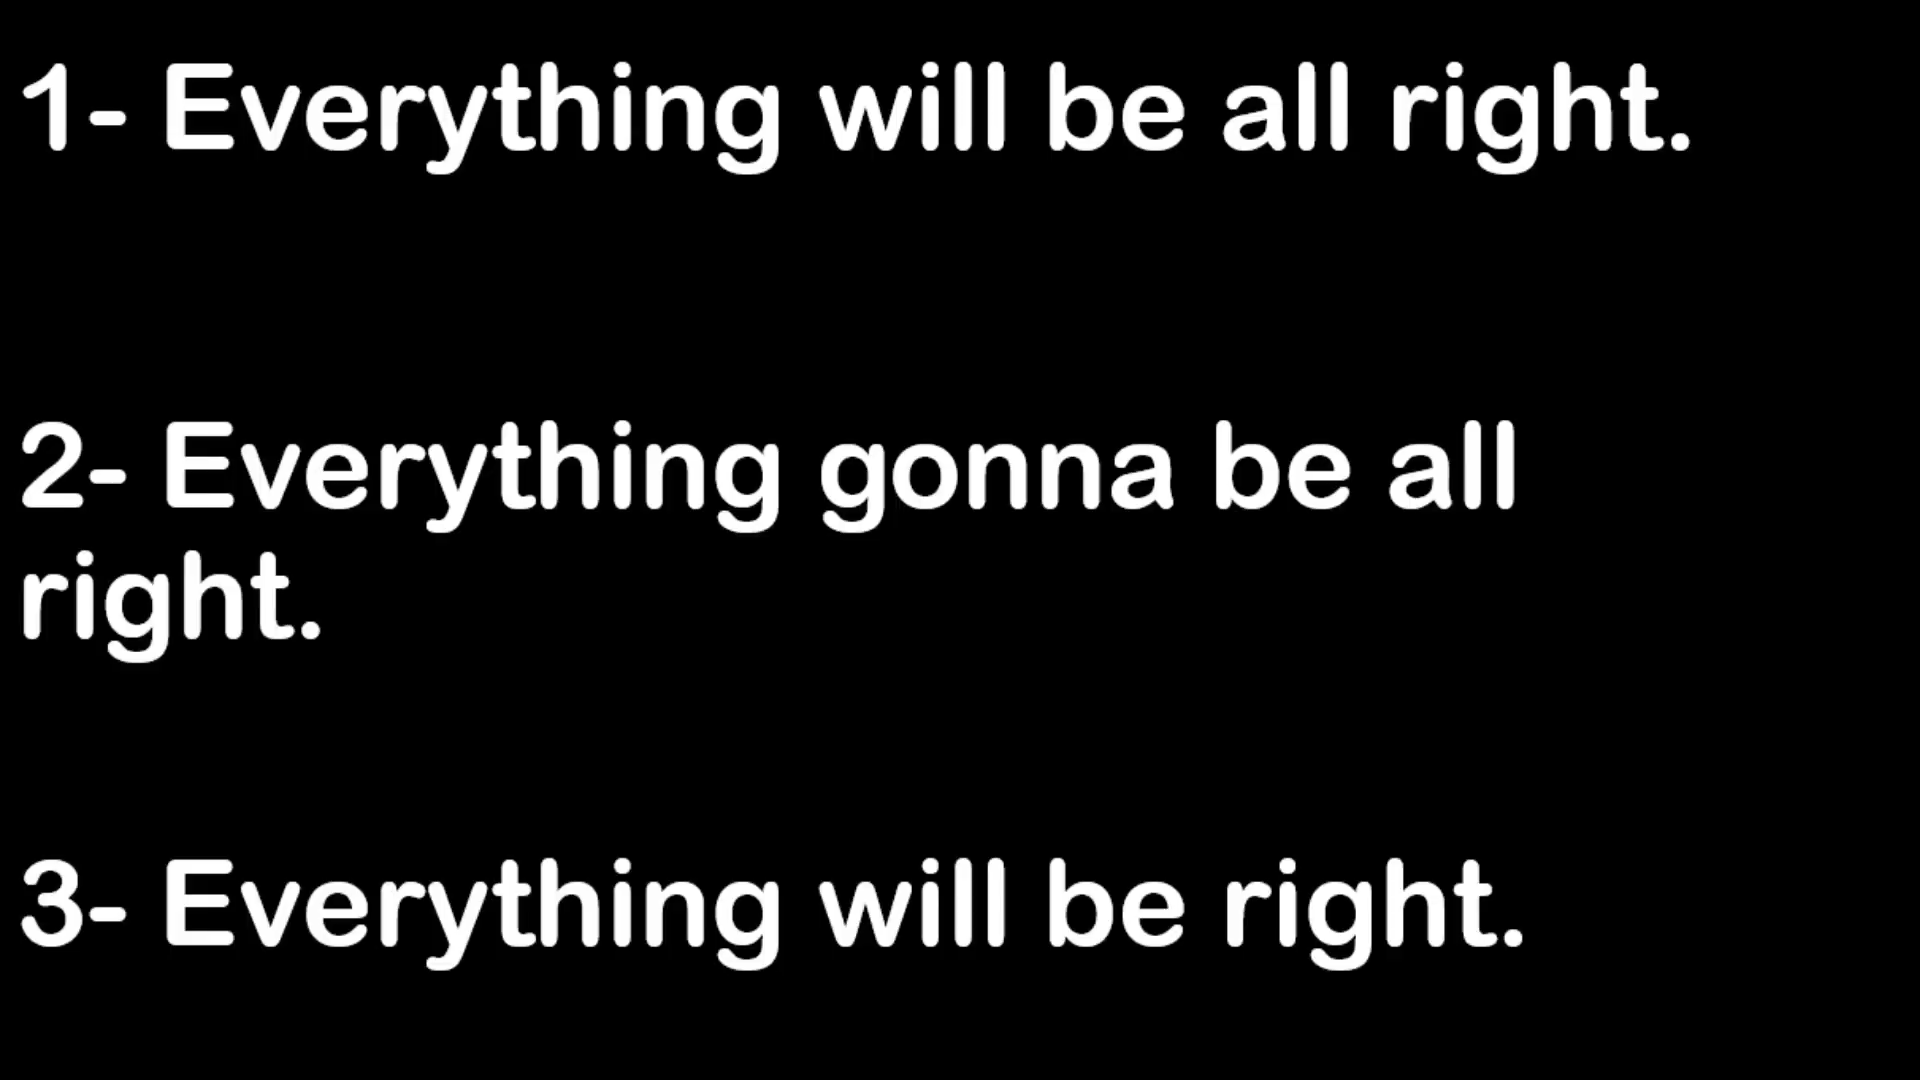 1- Everything will be all right.
2- Everything gonna be all
right.
3- Everything will be right.